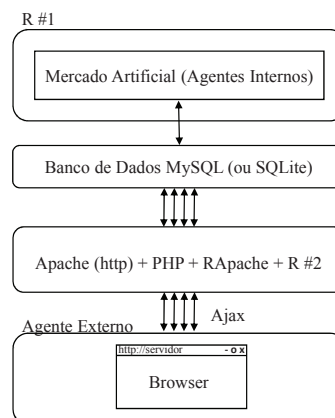 R #1
Mercado Artificial (Agentes Internos)
Banco de Dados MySQL (ou SQLite)
Apache (http) + PHP + RApache + R #2
Ajax
Agente Externo
http://servidor - o x
Browser